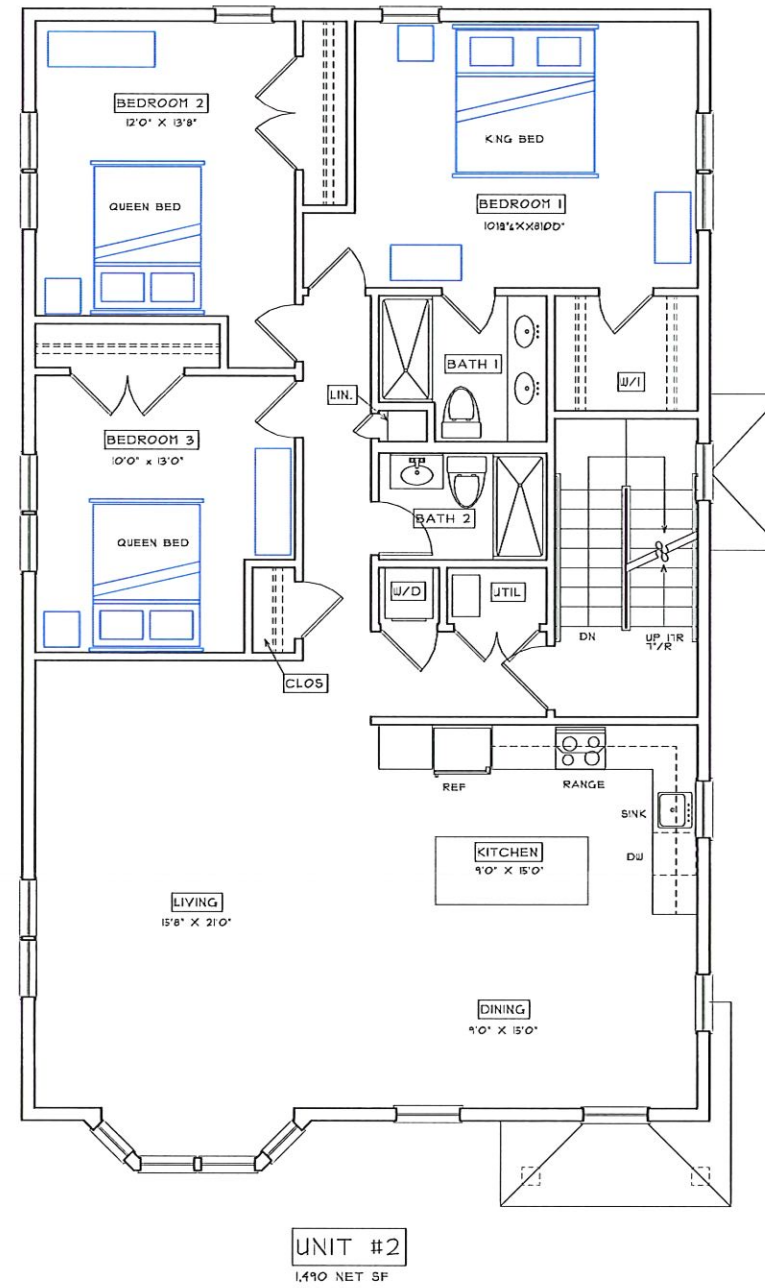 BEDROOM 2
12'0" X 13'8"
QUEEN BED
KING BED
BEDROOM 1
BATH 1
W/I
LIN.
BEDROOM 3
10'0" x 13'0"
QUEEN BED
BATH 2
W/D
UTIL
DN
UP 17R
7"/R
CLOS
REF
RANGE
SINK
DW
KITCHEN
9'0" X 15'0"
LIVING
15'8" X 21'0"
DINING
9'0" X 15'0"
UNIT #2
1,490 NET SF